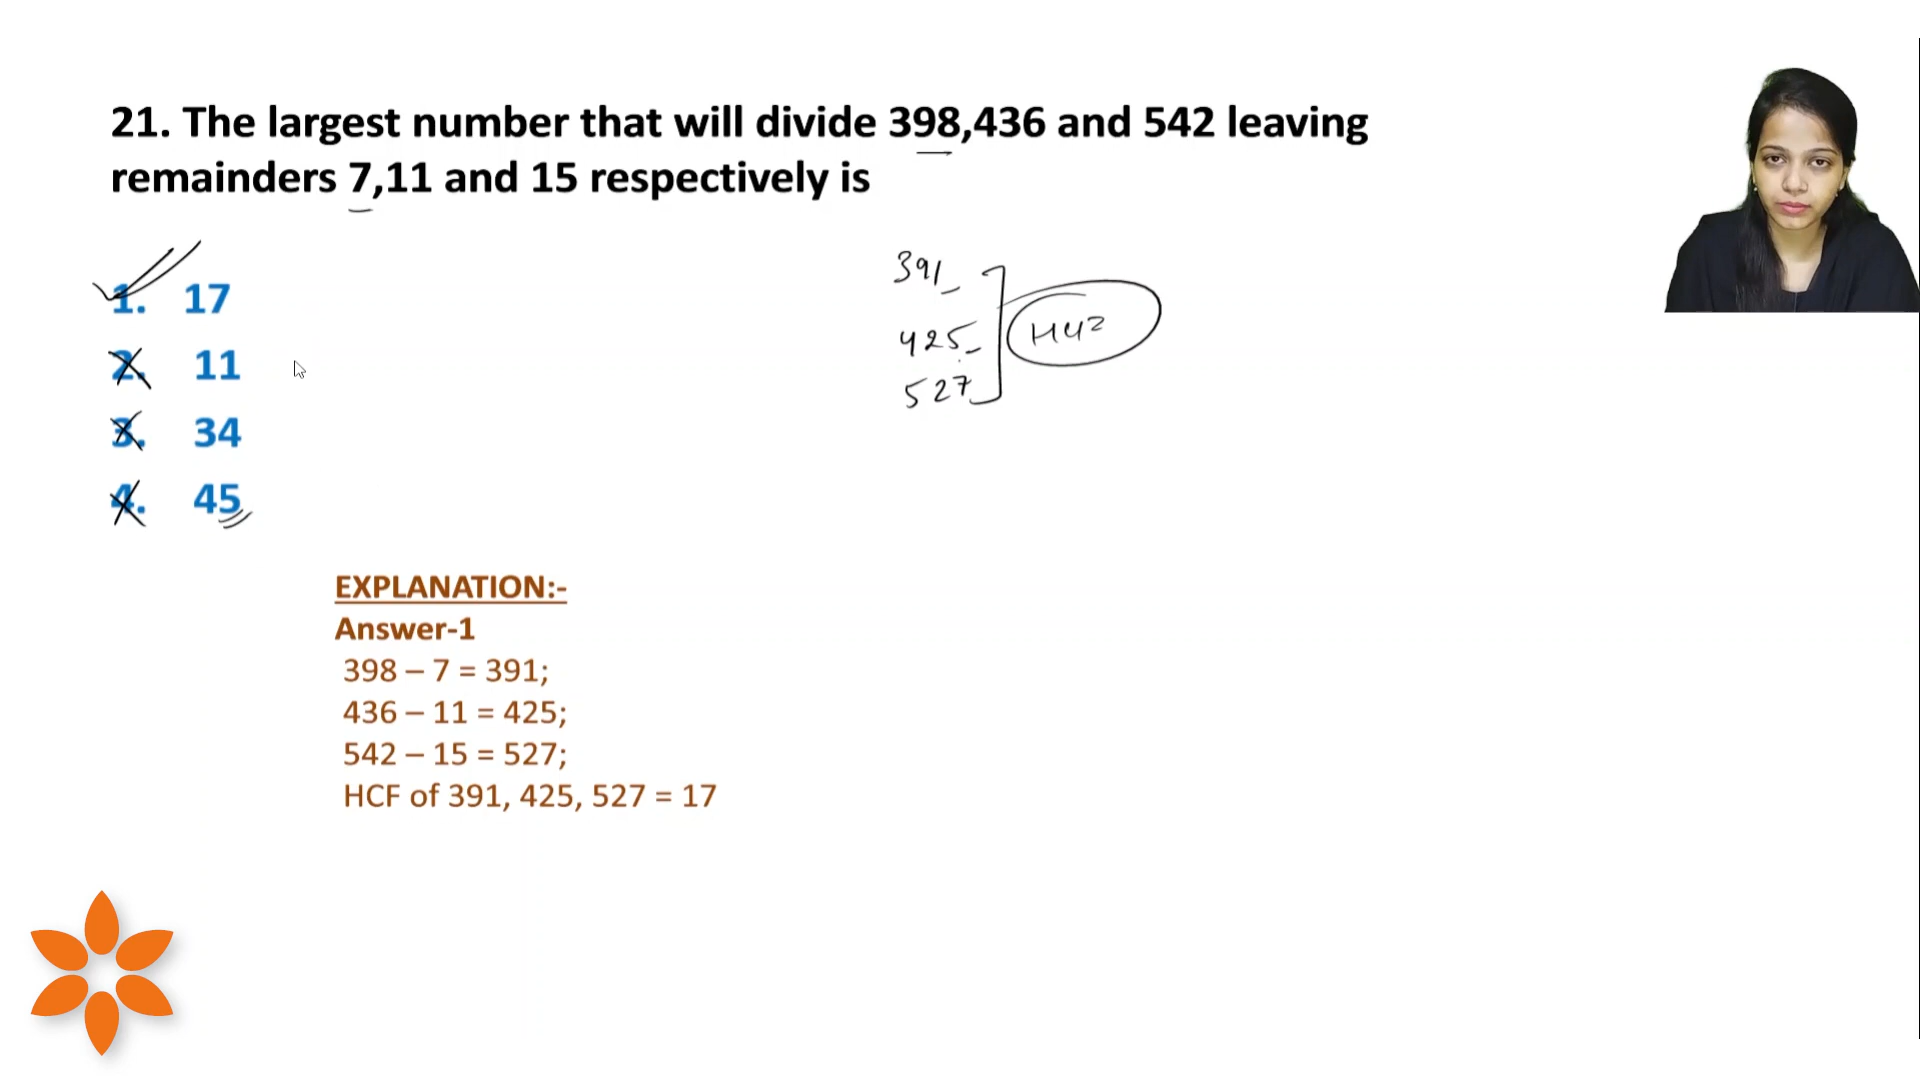 21. The largest number that will divide 398,436 and 542 leaving
remainders 7,11 and 15 respectively is
1. 17
2. 11
3. 34
4. 45
391
425
527
EXPLANATION:-
Answer-1
398 – 7 = 391;
436 – 11 = 425;
542 – 15 = 527;
HCF of 391, 425, 527 = 17